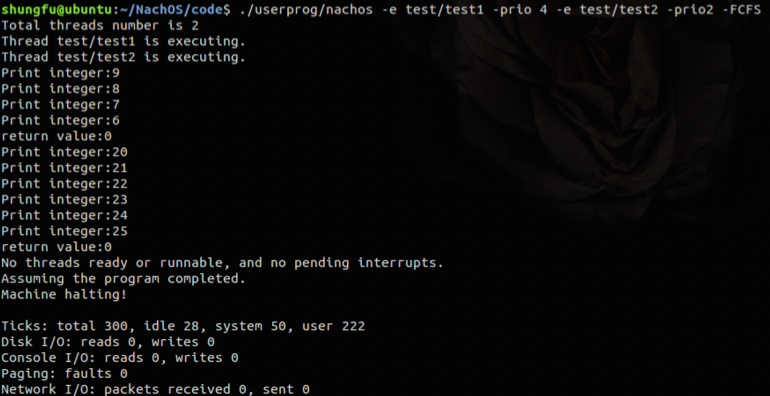 shungfu@ubuntu:~/NachOS/code$ ./userprog/nachos -e test/test1 -prio 4 -e test/test2 -prio2 -FCFS
Total threads number is 2
Thread test/test1 is executing.
Thread test/test2 is executing.
Print integer:9
Print integer:8
Print integer:7
Print integer:6
return value:0
Print integer:20
Print integer:21
Print integer:22
Print integer:23
Print integer:24
Print integer:25
return value:0
No threads ready or runnable, and no pending interrupts.
Assuming the program completed.
Machine halting!

Ticks: total 300, idle 28, system 50, user 222
Disk I/O: reads 0, writes 0
Console I/O: reads 0, writes 0
Paging: faults 0
Network I/O: packets received 0, sent 0